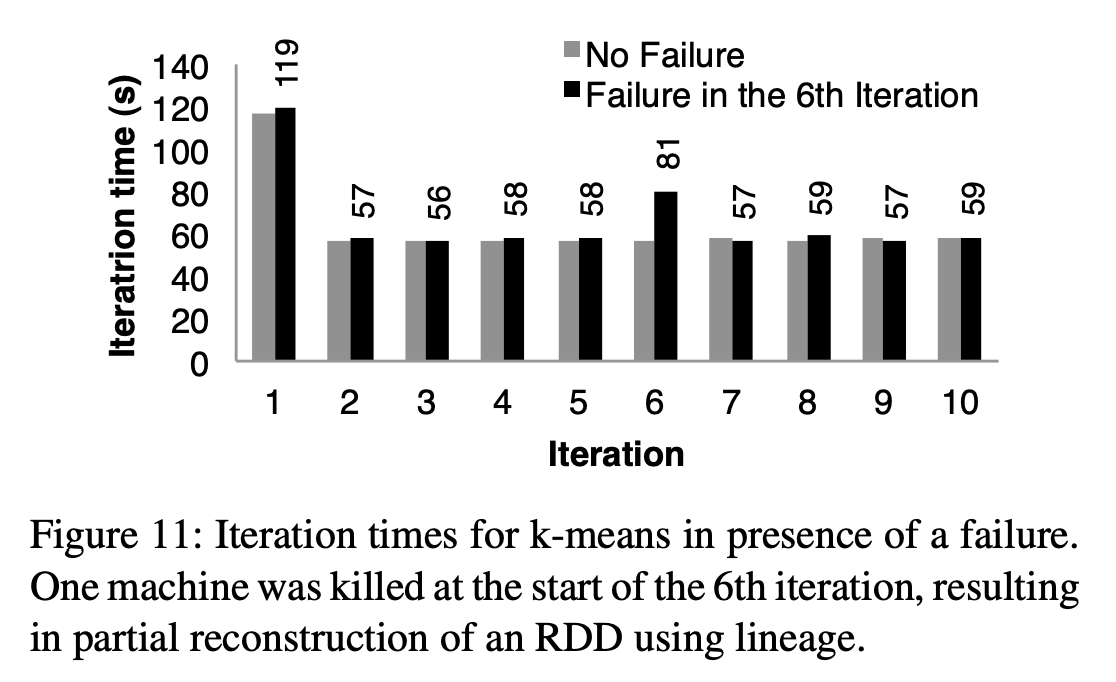 119
140
120
100
80
60
40
20
0
Iteratrion time (s)
No Failure
Failure in the 6th Iteration
57
56
58
58
81
57
59
57
59
1 2 3 4 5 6 7 8 9 10
Iteration
Figure 11: Iteration times for k-means in presence of a failure.
One machine was killed at the start of the 6th iteration, resulting
in partial reconstruction of an RDD using lineage.